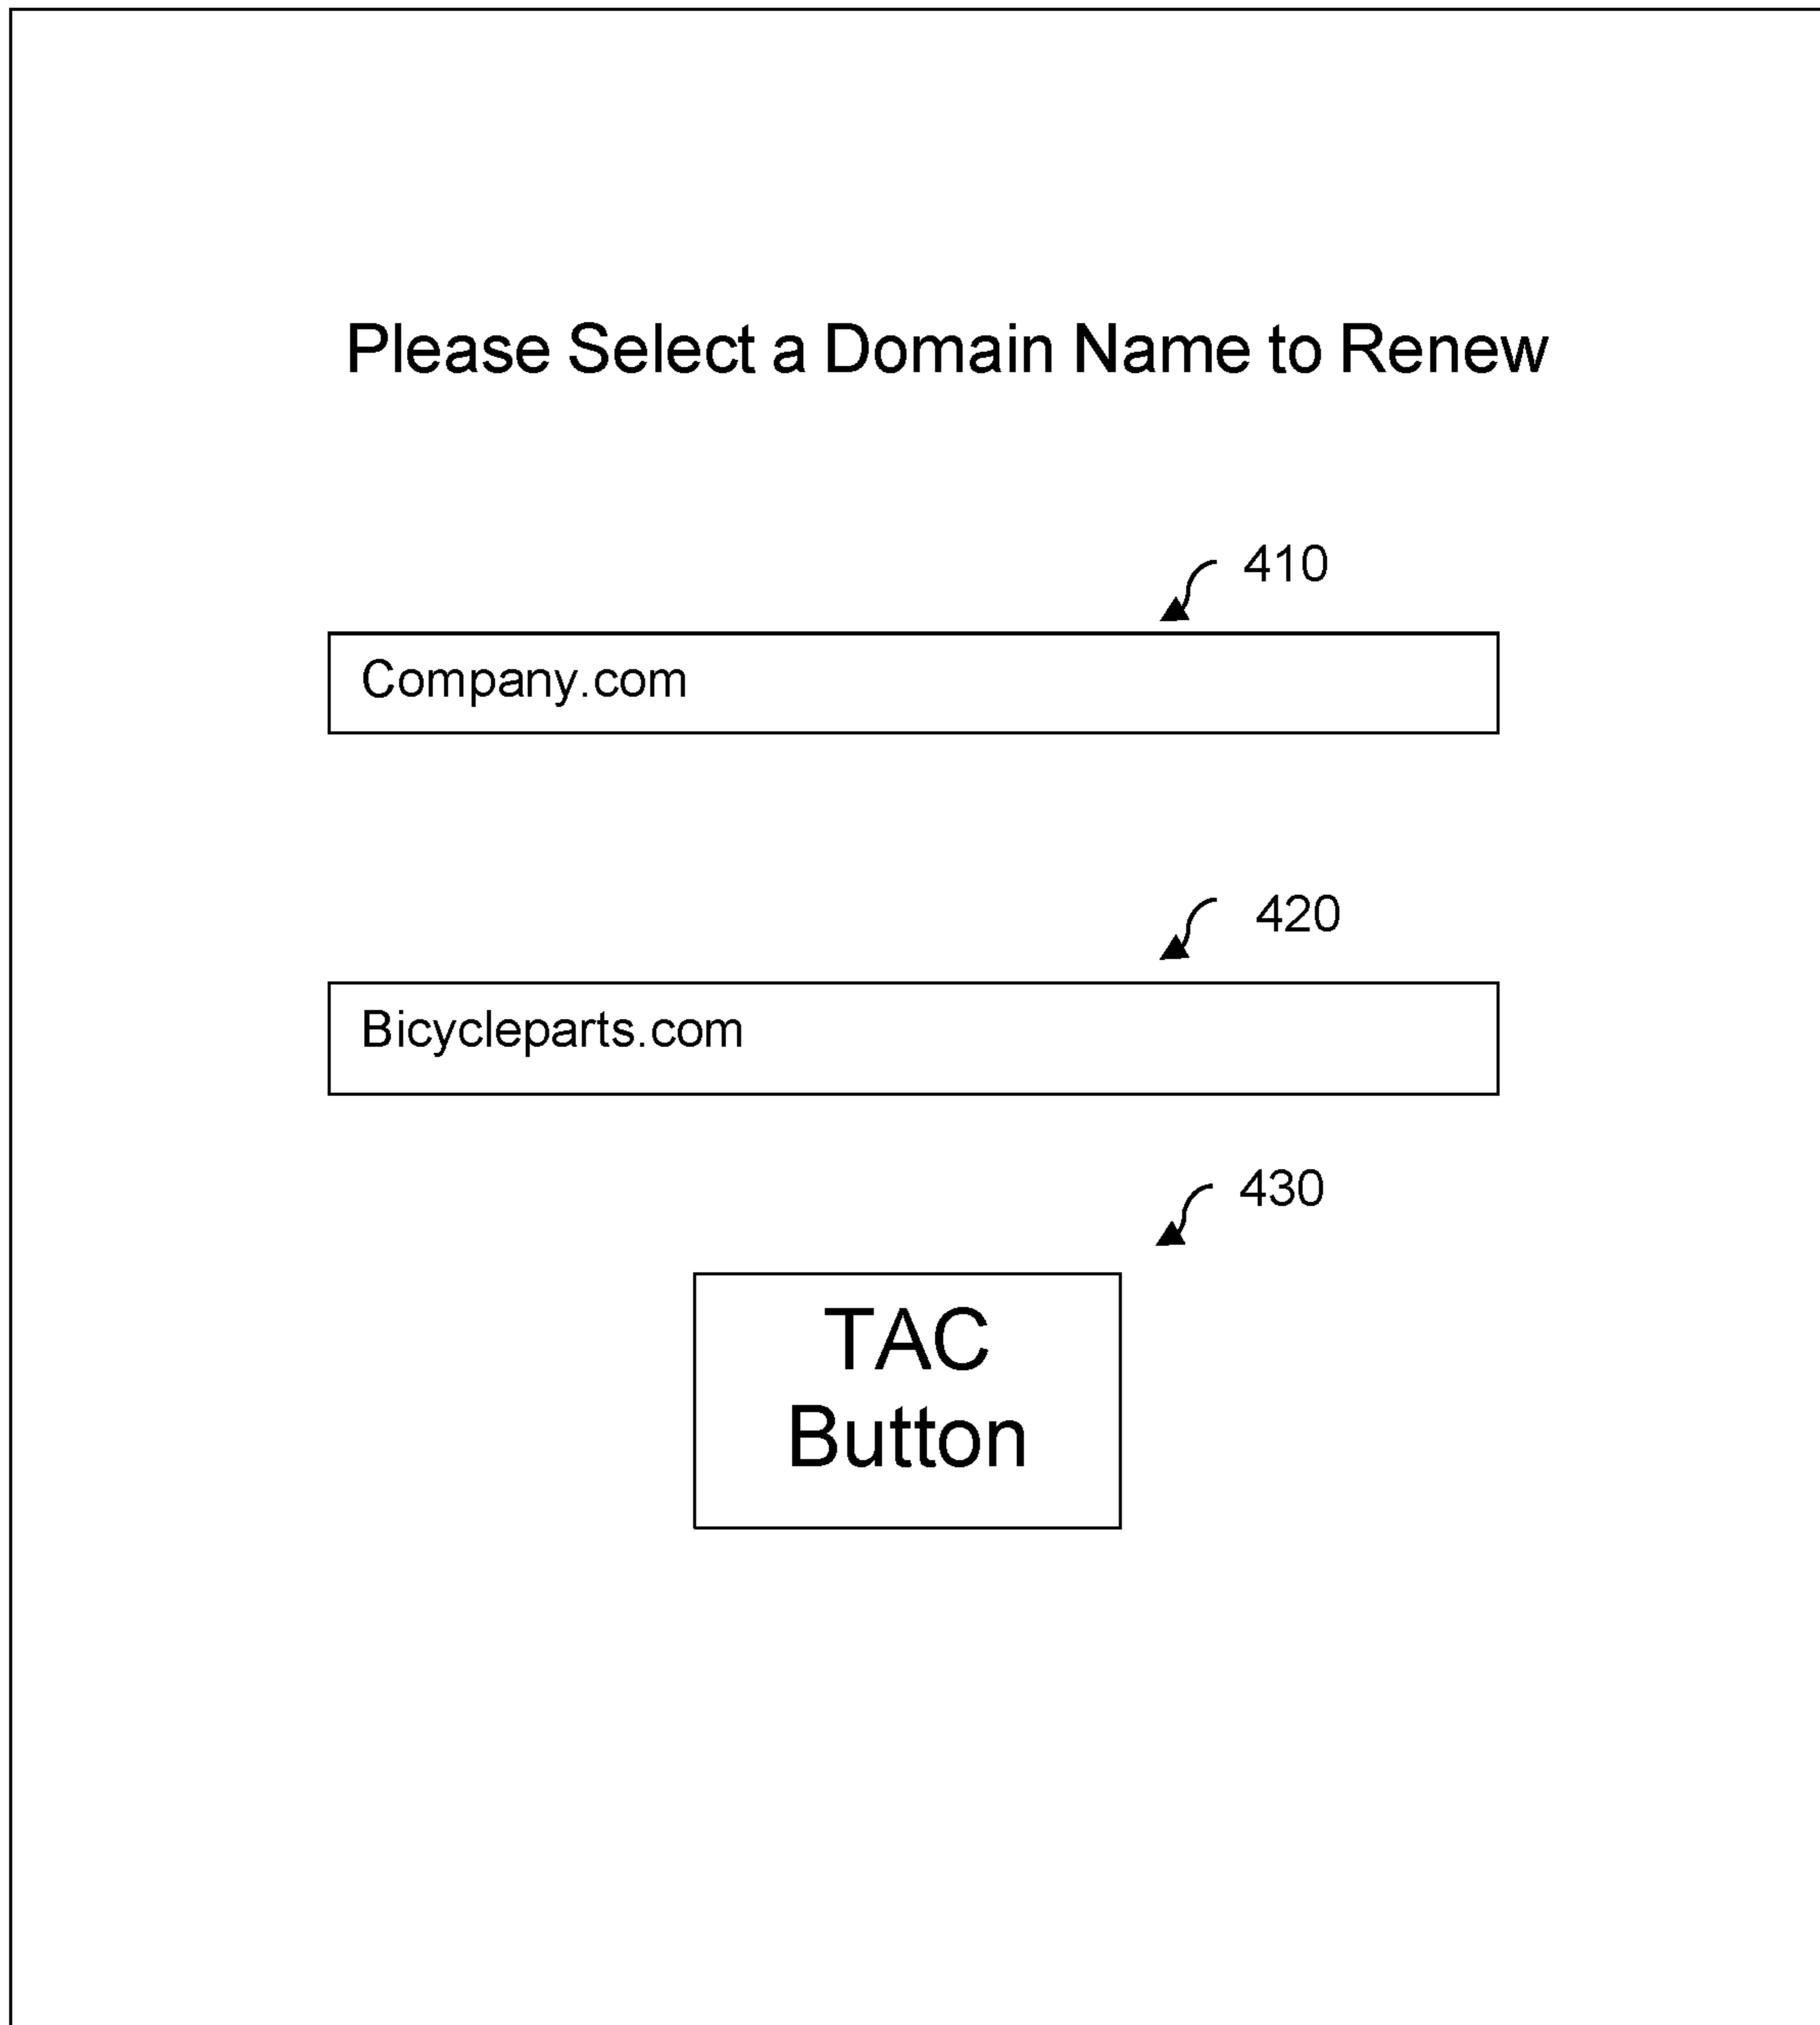 Please Select a Domain Name to Renew
410
Company.com
420
Bicycleparts.com
430
TAC
Button